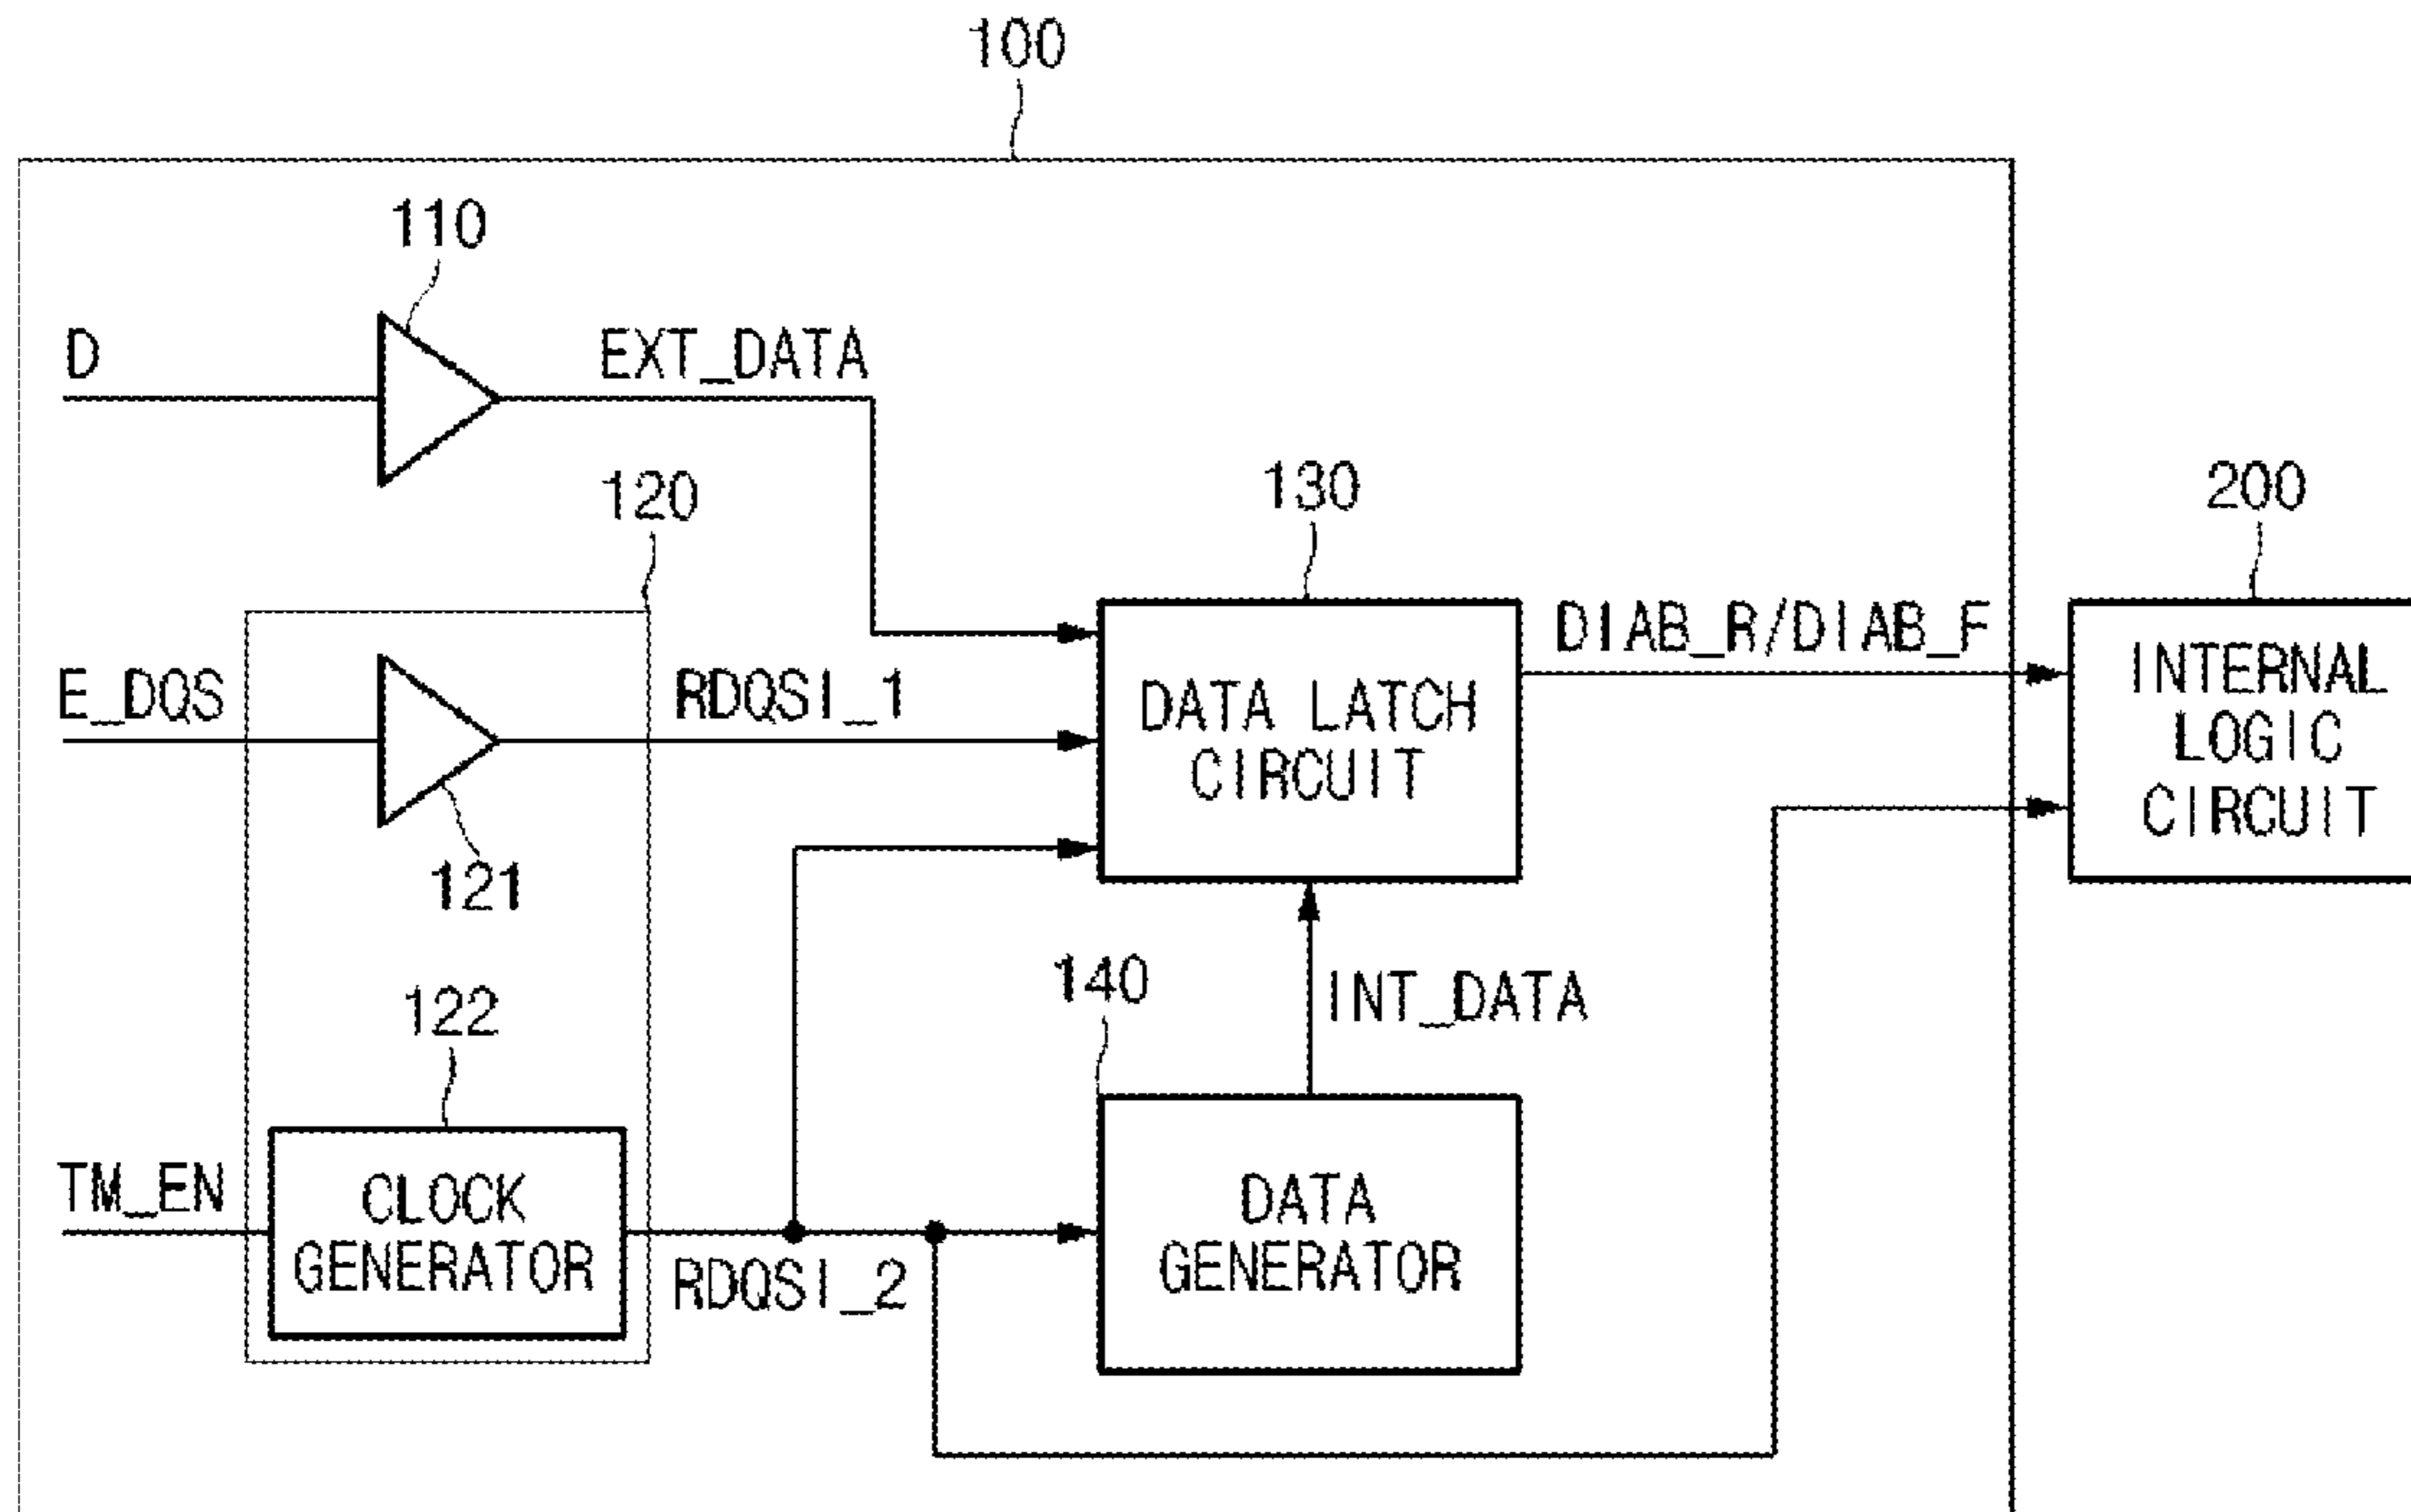 100
110
D
EXT_DATA
120
130
200
E_DQS
RDQSI_1
DATA LATCH
CIRCUIT
DIAB_R/DIAB_F
INTERNAL
LOGIC
CIRCUIT
121
122
140
INT_DATA
TM_EN
CLOCK
GENERATOR
RDQSI_2
DATA
GENERATOR